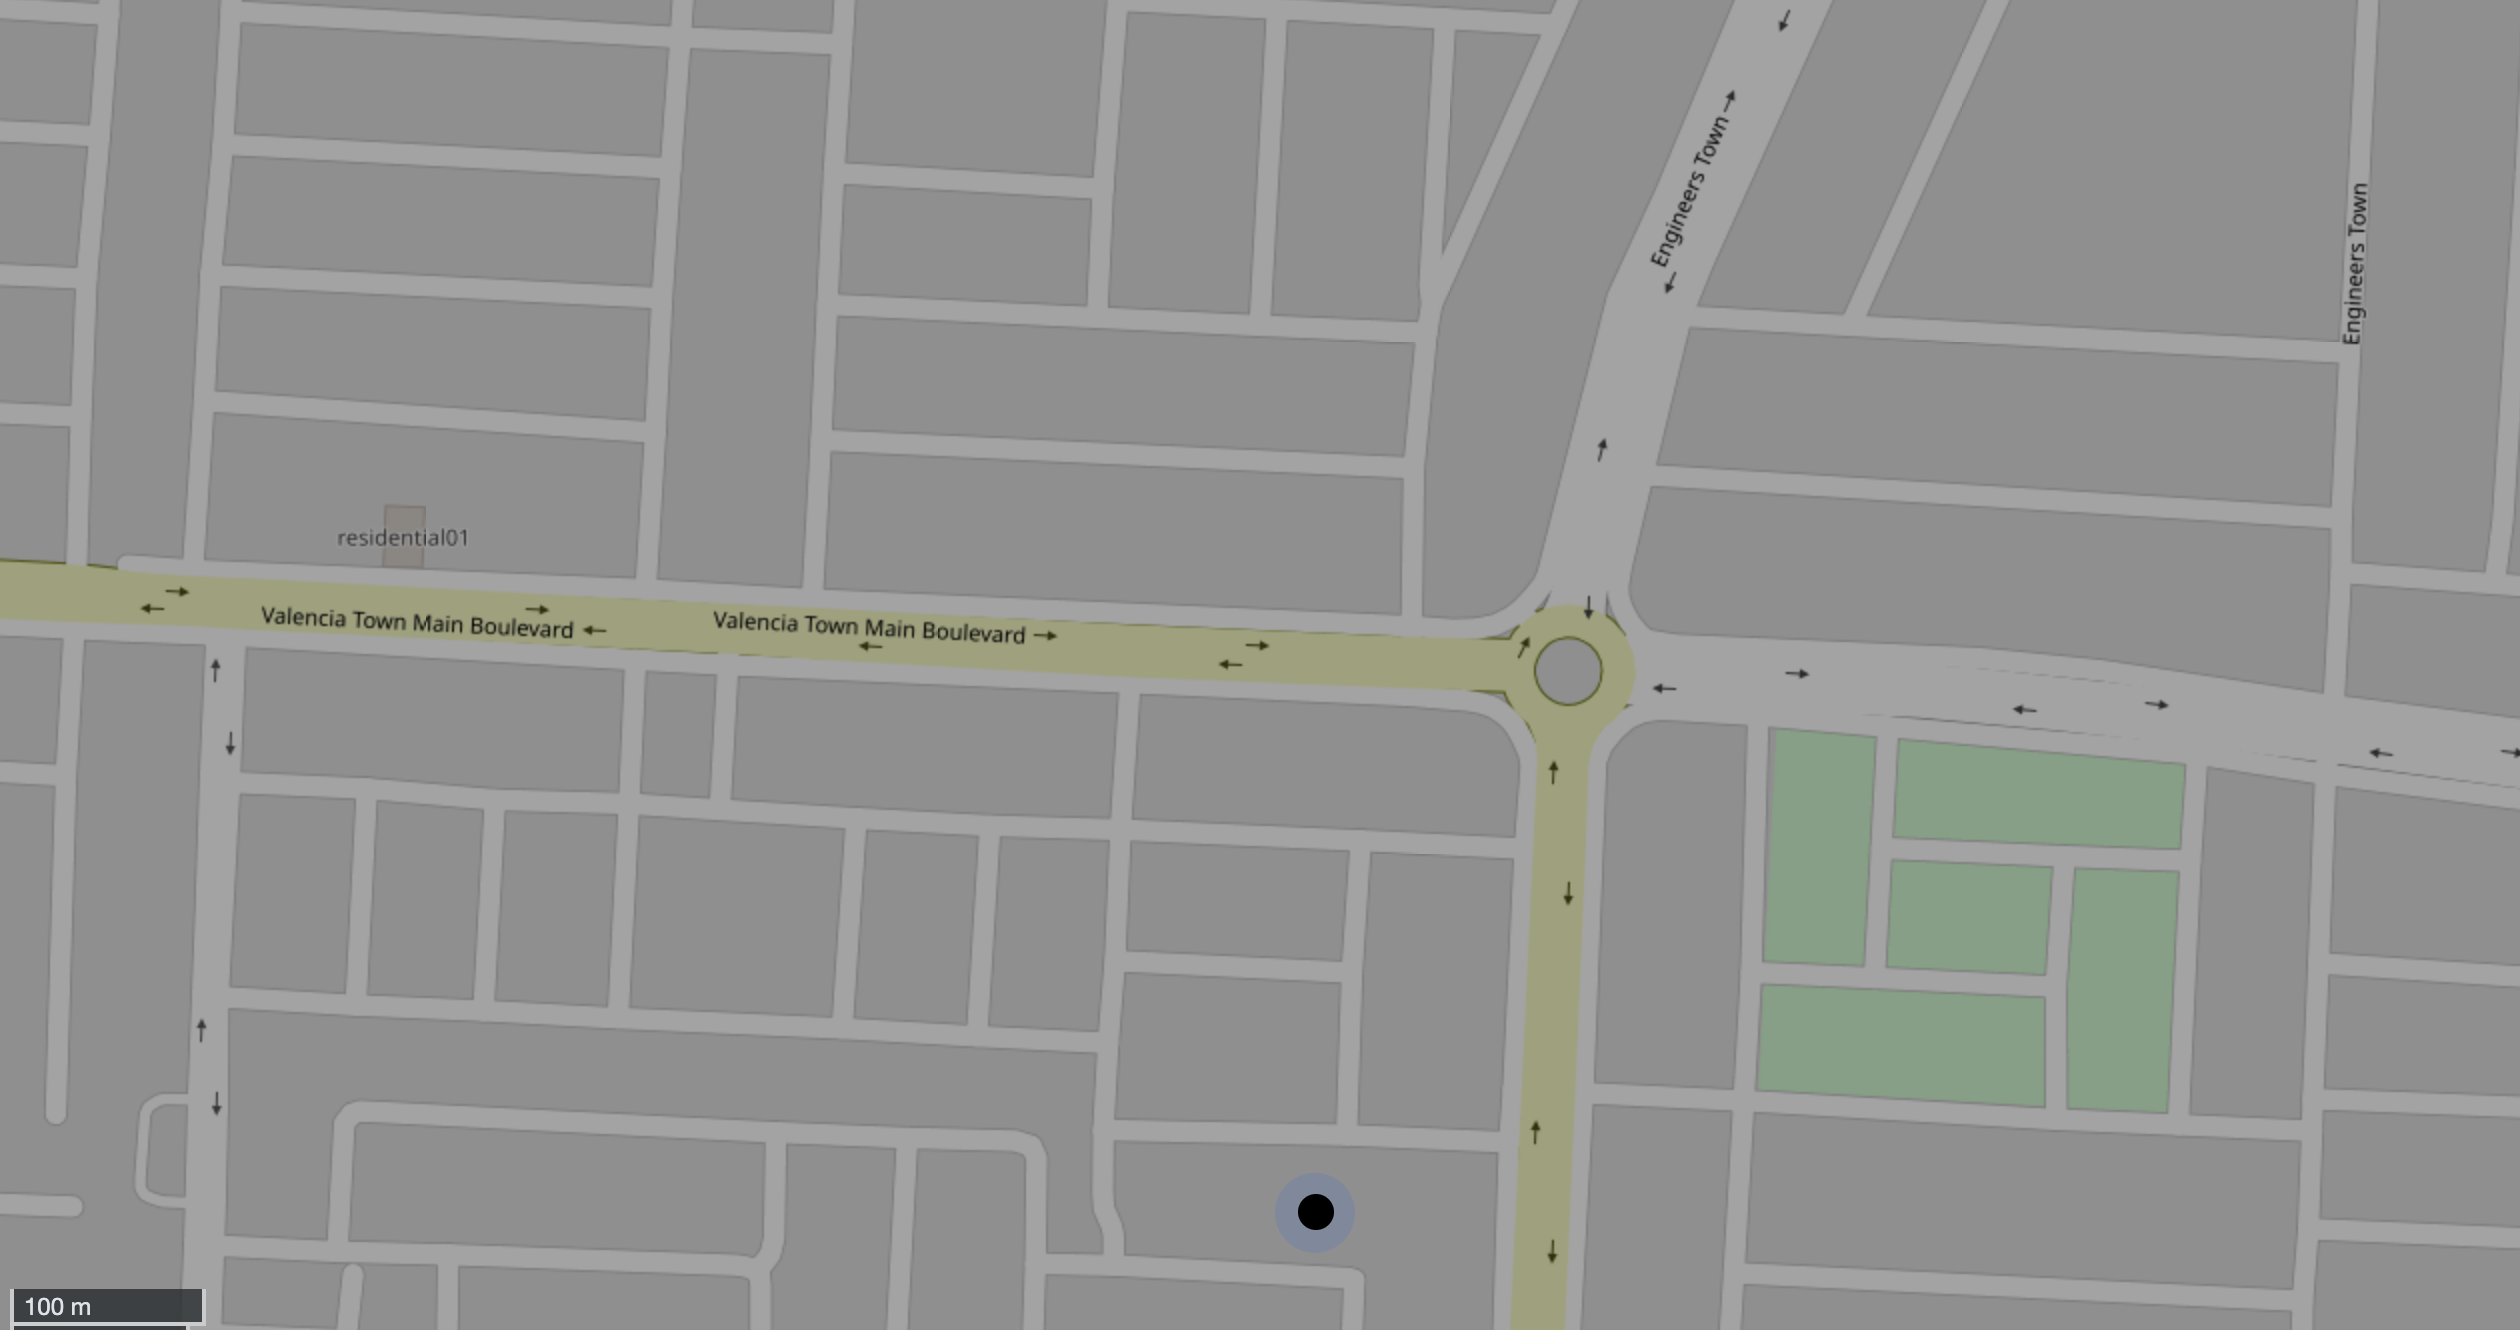 Engineers Town
Engineers Town
residential01
Valencia Town Main Boulevard
Valencia Town Main Boulevard
100 m